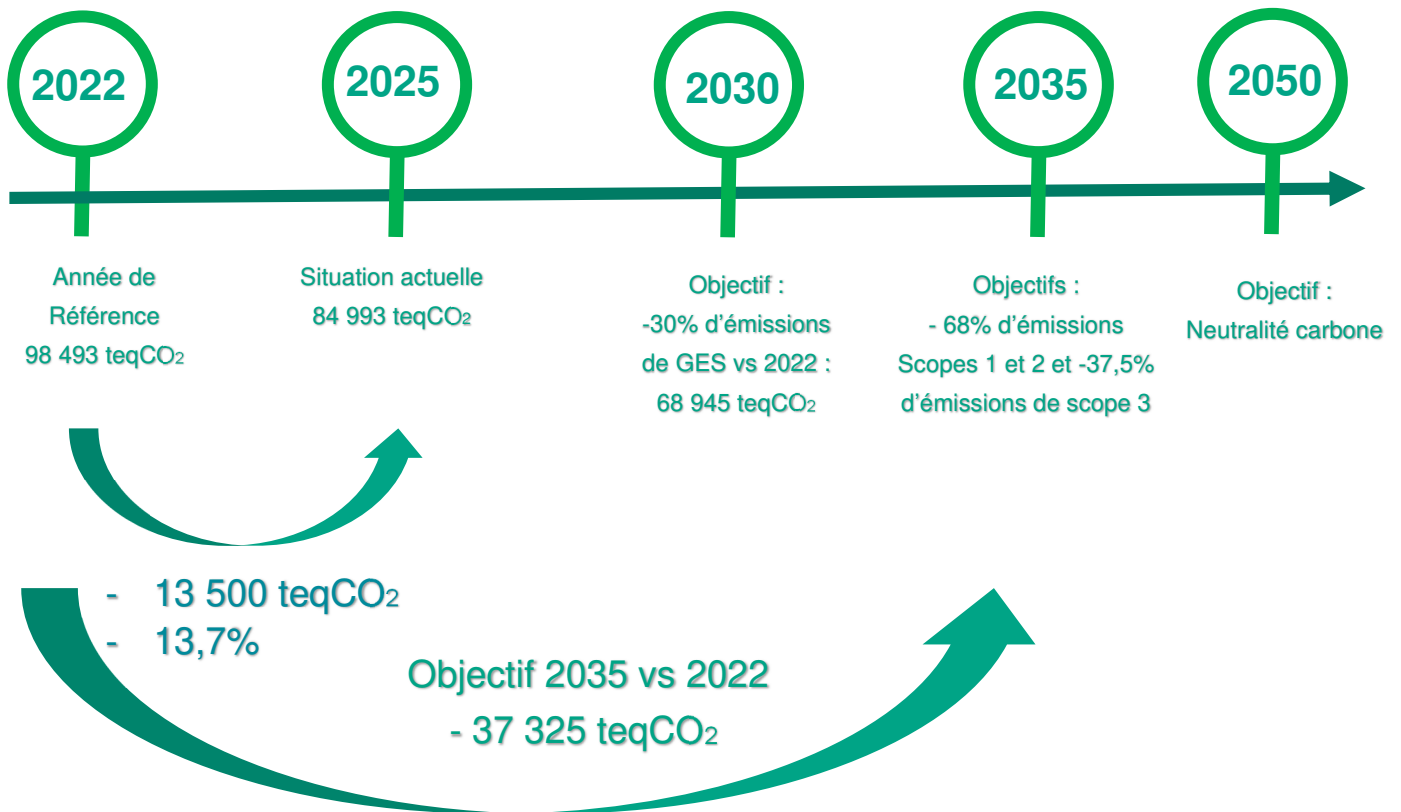 2022
2025
2030
2035
2050
Année de
Référence
98 493 teqCO2
Situation actuelle
84 993 teqCO2
Objectif :
-30% d'émissions
de GES vs 2022 :
68 945 teqCO2
Objectifs :
- 68% d'émissions
Scopes 1 et 2 et -37,5%
d'émissions de scope 3
Objectif :
Neutralité carbone
- 13 500 teqCO2
- 13,7%
Objectif 2035 vs 2022
- 37 325 teqCO2